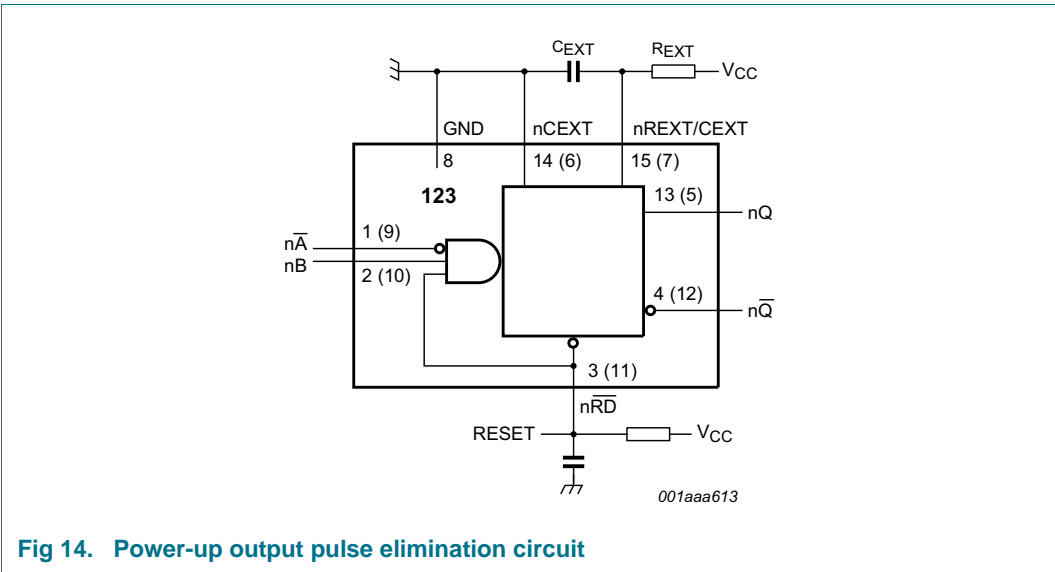 CEXT REXT
VCC
GND nCEXT nREXT/CEXT
8 14 (6) 15 (7)
123 13 (5)
nQ
nA̅ 1 (9)
nB 2 (10)
4 (12)
nQ̅
3 (11)
nR̅D̅
RESET VCC
001aaa613
Fig 14. Power-up output pulse elimination circuit